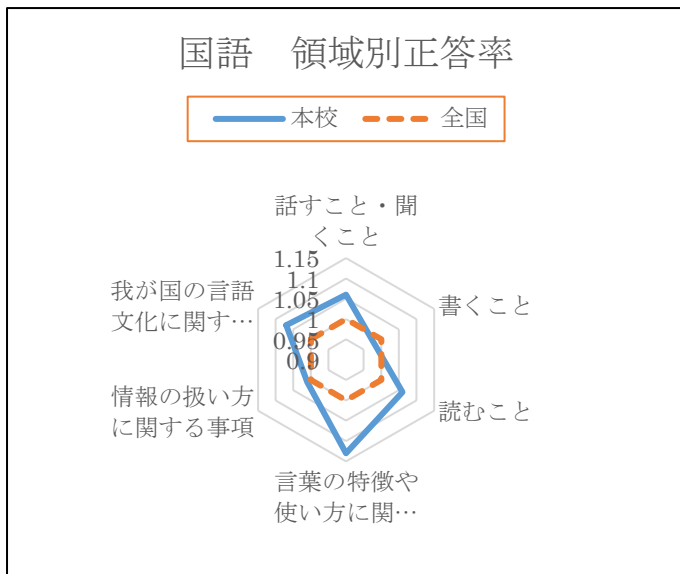 国語　領域別正答率
本校
全国
話すこと・聞
くこと
1.15
1.1
1.05
1
0.95
0.9
我が国の言語
文化に関す…
書くこと
情報の扱い方
に関する事項
読むこと
言葉の特徴や
使い方に関…